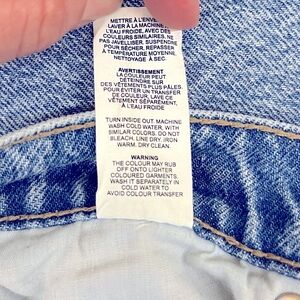 METTRE À L'ENVERS
LAVER À LA MACHINE À
L'EAU FROIDE, AVEC DES
COULEURS SIMILAIRES. NE
PAS JAVELLISER. SUSPENDRE
POUR SÉCHER. REPASSER
À TEMPÉRATURE MOYENNE.
NETTOYAGE À SEC.
AVERTISSEMENT
LA COULEUR PEUT
DÉTEINDRE SUR
DES VÊTEMENTS PLUS PÂLES.
POUR ÉVITER UN TRANSFER
DE COULEUR, LAVE CE
VÊTEMENT SÉPARÉMENT,
À L'EAU FROIDE
TURN INSIDE OUT MACHINE
WASH COLD WATER, WITH
SIMILAR COLORS. DO NOT
BLEACH. LINE DRY. IRON
WARM. DRY CLEAN.
WARNING
THE COLOUR MAY RUB
OFF ONTO LIGHTER
COLOURED GARMENTS.
WASH IT SEPARATELY IN
COLD WATER TO
AVOID COLOUR TRANSFER